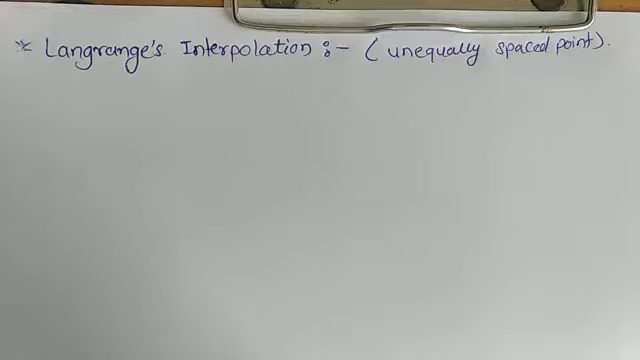 * Langrange's Interpolation :- ( unequally spaced point).